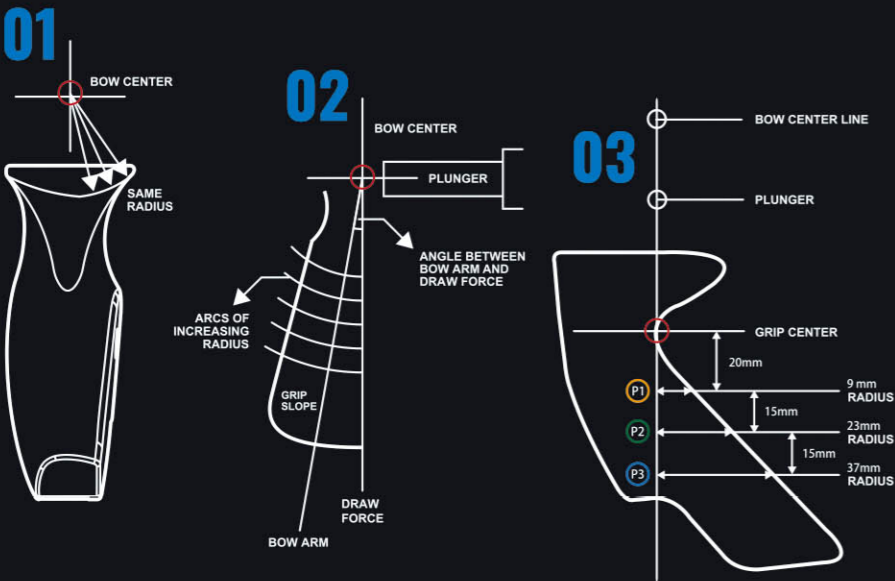 01
BOW CENTER
SAME
RADIUS
02
BOW CENTER
PLUNGER
ANGLE BETWEEN
BOW ARM AND
DRAW FORCE
ARCS OF
INCREASING
RADIUS
GRIP
SLOPE
DRAW
FORCE
BOW ARM
03
BOW CENTER LINE
PLUNGER
GRIP CENTER
20mm
P1
9 mm
RADIUS
15mm
P2
23mm
RADIUS
15mm
P3
37mm
RADIUS